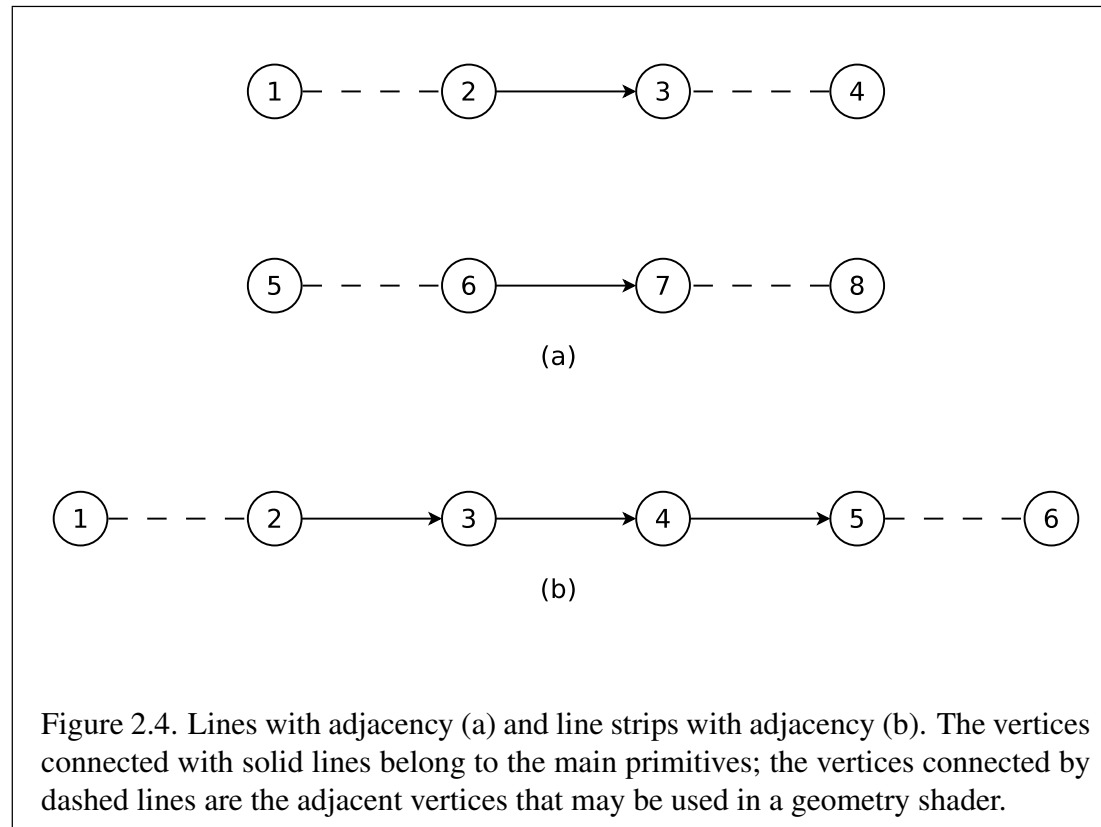 1 2 3 4
5 6 7 8
(a)
1 2 3 4 5 6
(b)
Figure 2.4. Lines with adjacency (a) and line strips with adjacency (b). The vertices
connected with solid lines belong to the main primitives; the vertices connected by
dashed lines are the adjacent vertices that may be used in a geometry shader.